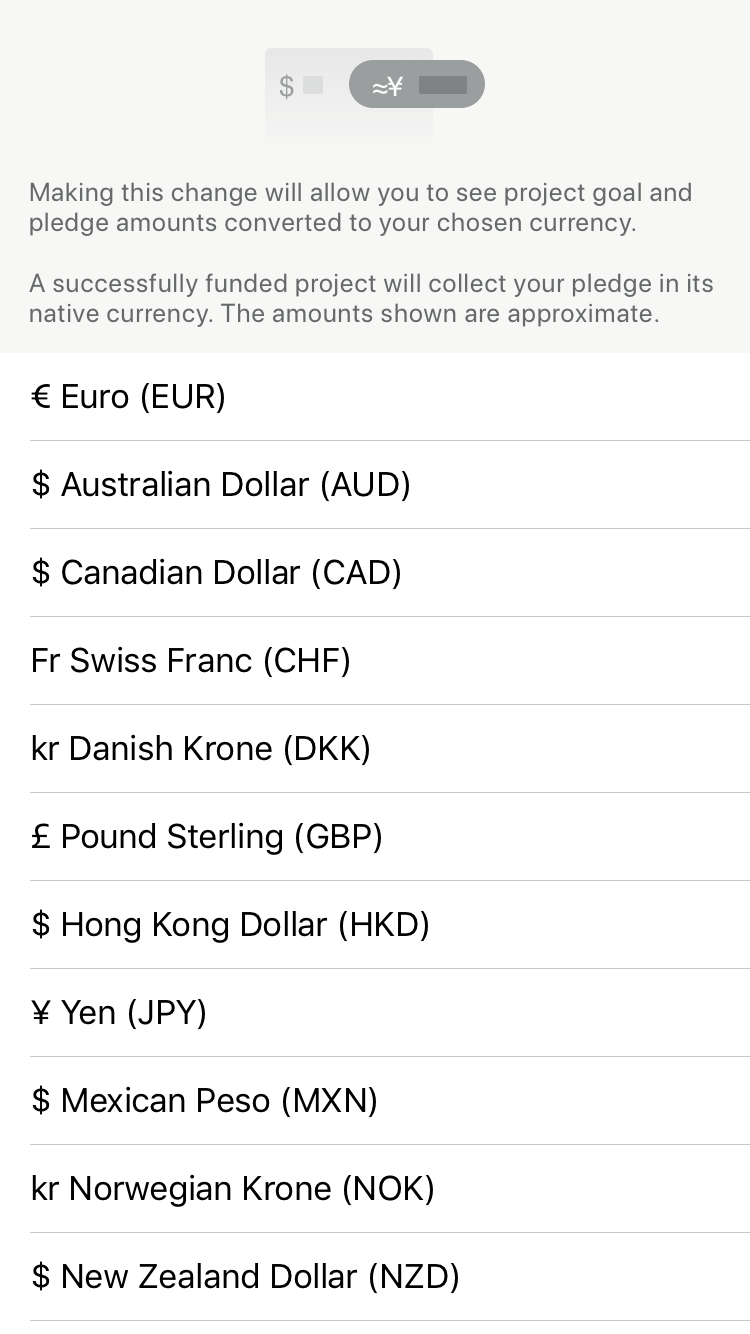 $ ≈¥
Making this change will allow you to see project goal and
pledge amounts converted to your chosen currency.
A successfully funded project will collect your pledge in its
native currency. The amounts shown are approximate.
€ Euro (EUR)
$ Australian Dollar (AUD)
$ Canadian Dollar (CAD)
Fr Swiss Franc (CHF)
kr Danish Krone (DKK)
£ Pound Sterling (GBP)
$ Hong Kong Dollar (HKD)
¥ Yen (JPY)
$ Mexican Peso (MXN)
kr Norwegian Krone (NOK)
$ New Zealand Dollar (NZD)